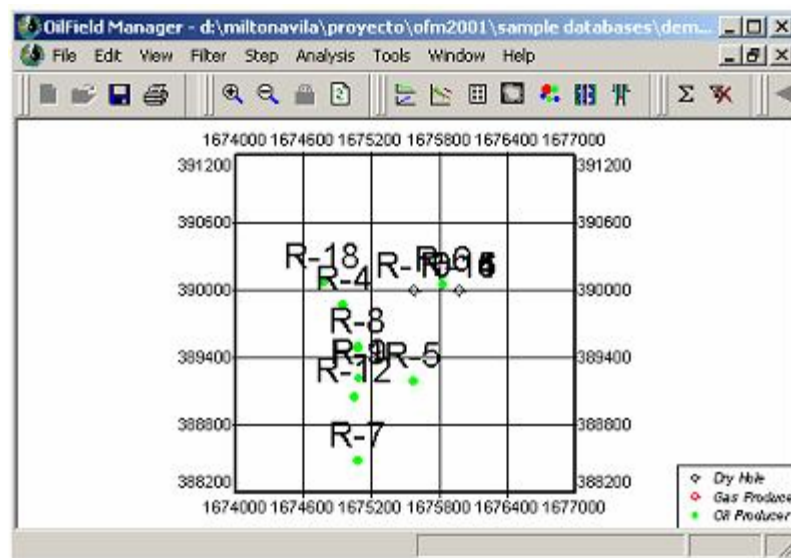 OilField Manager - d:\miltonavila\proyecto\ofm2001\sample databases\dem...
File Edit View Filter Step Analysis Tools Window Help
1674000 1674600 1675200 1675800 1676400 1677000
391200 391200
390600 390600
R-18
R-4
390000 390000
R-8
389400 R-5 389400
R-12
388800 388800
R-7
388200 388200
1674000 1674600 1675200 1675800 1676400 1677000
Dry Hole
Gas Produce
Oil Producer